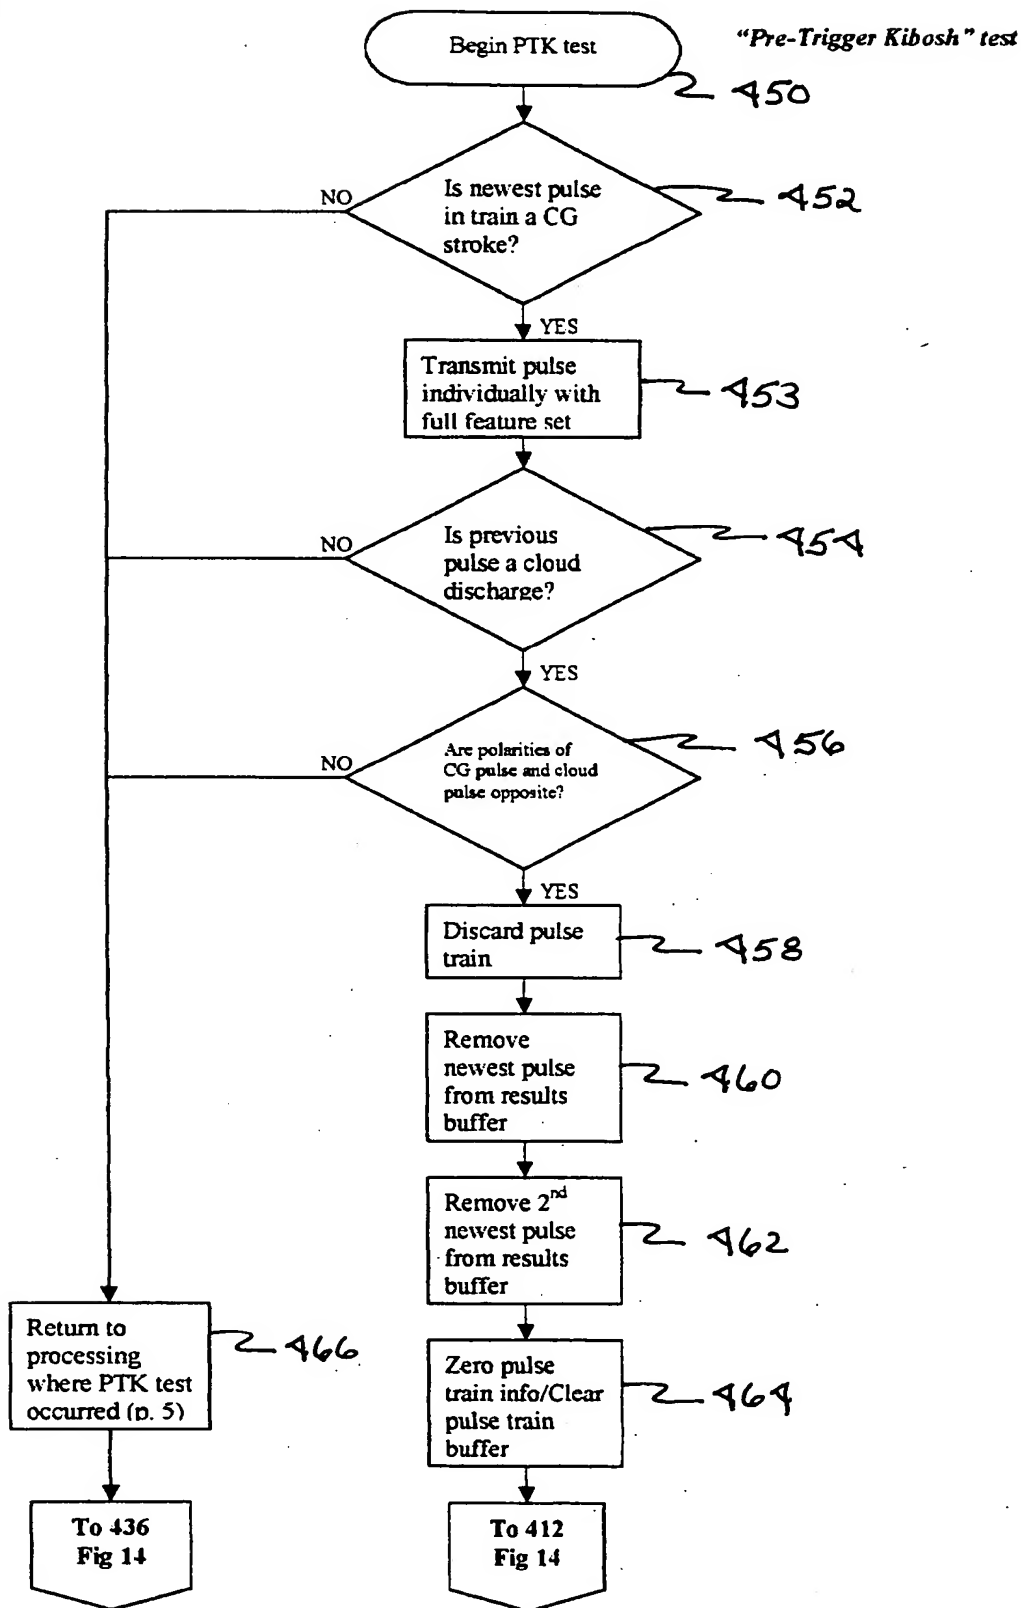 Begin PTK test
"Pre-Trigger Kibosh" test
450
Is newest pulse
in train a CG
stroke?
452
NO
YES
Transmit pulse
individually with
full feature set
453
Is previous
pulse a cloud
discharge?
454
NO
YES
Are polarities of
CG pulse and cloud
pulse opposite?
456
NO
YES
Discard pulse
train
458
Remove
newest pulse
from results
buffer
460
Remove 2nd
newest pulse
from results
buffer
462
Return to
processing
where PTK test
occurred (p. 5)
466
Zero pulse
train info/Clear
pulse train
buffer
464
To 436
Fig 14
To 412
Fig 14